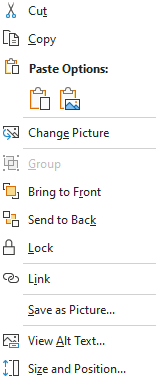 Cut
Copy
Paste Options:
Change Picture
Group
Bring to Front
Send to Back
Lock
Link
Save as Picture...
View Alt Text...
Size and Position...